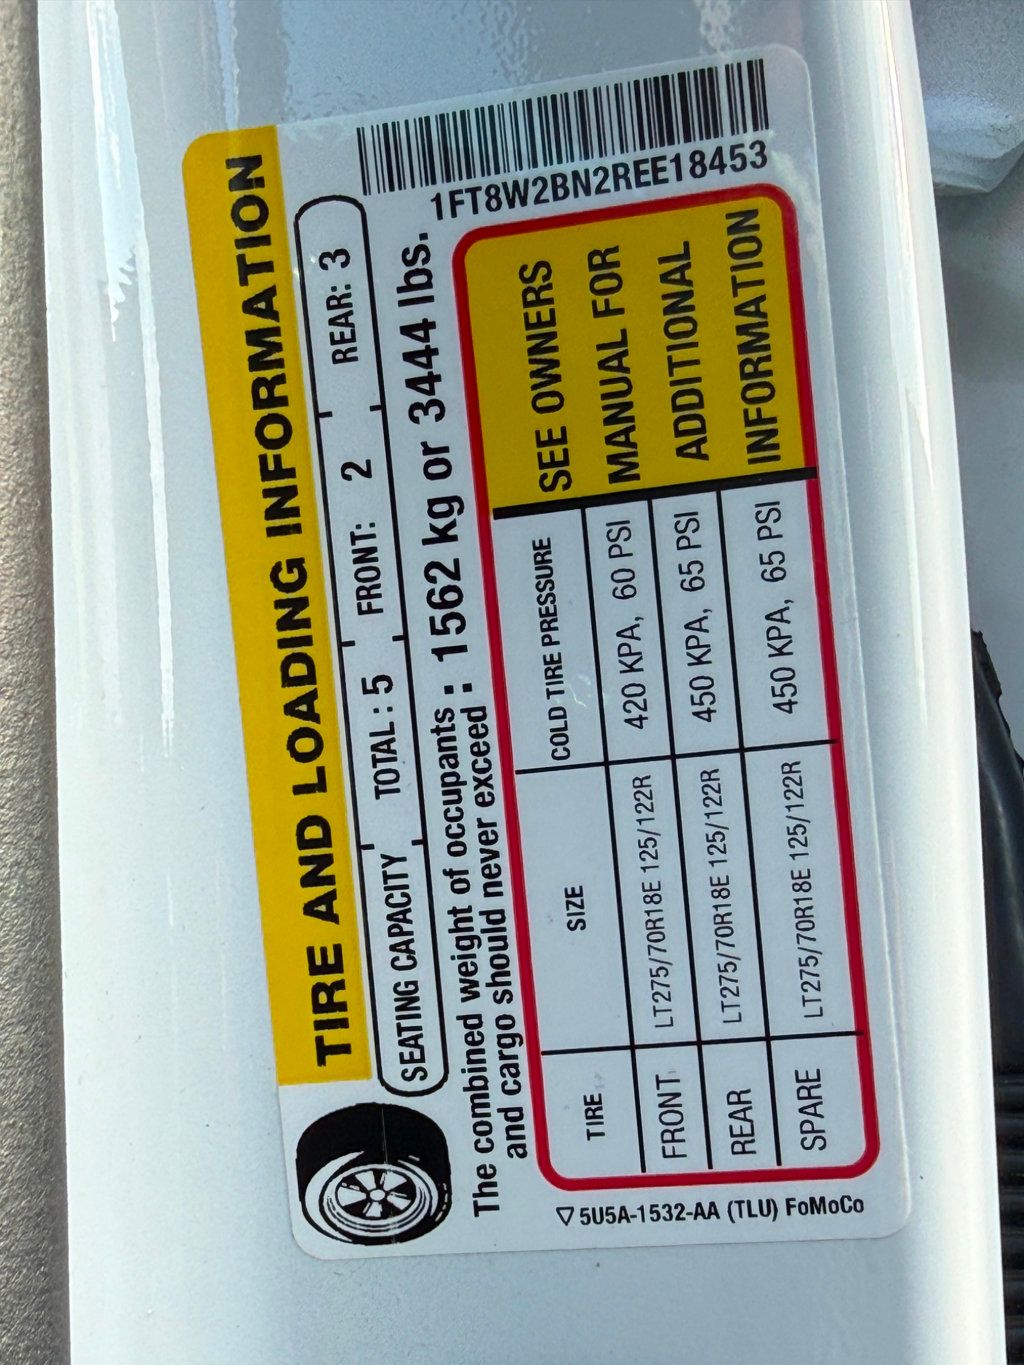 TIRE AND LOADING INFORMATION
SEATING CAPACITY TOTAL : 5 FRONT: 2 REAR: 3
1FT8W2BN2REE18453
The combined weight of occupants
and cargo should never exceed : 1562 kg or 3444 lbs.
TIRE SIZE COLD TIRE PRESSURE
FRONT LT275/70R18E 125/122R 420 KPA, 60 PSI
REAR LT275/70R18E 125/122R 450 KPA, 65 PSI
SPARE LT275/70R18E 125/122R 450 KPA, 65 PSI
SEE OWNERS
MANUAL FOR
ADDITIONAL
INFORMATION
5U5A-1532-AA (TLU) FoMoCo